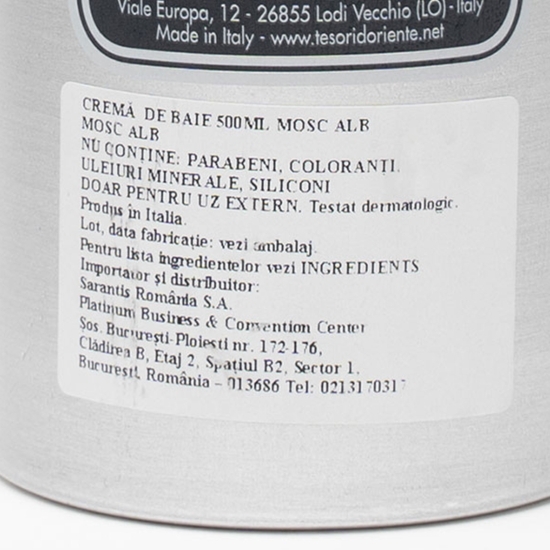 Viale Europa, 12 - 26855 Lodi Vecchio (LO) - Italy
Made in Italy - www.tesoridoriente.net
CREMĂ DE BAIE 500ML MOSC ALB
MOSC ALB
NU CONȚINE: PARABENI, COLORANȚI.
ULEIURI MINERALE, SILICONI
DOAR PENTRU UZ EXTERN. Testat dermatologic.
Produs în Italia.
Lot, data fabricație: vezi ambalaj.
Pentru lista ingredientelor vezi INGREDIENTS
Importator și distribuitor:
Sarantis România S.A.
Platinum Business & Convention Center
Șos. București-Ploiesti nr. 172-176,
Clădirea B, Etaj 2, Spațiul B2, Sector 1,
București, România - 013686 Tel: 0213170317